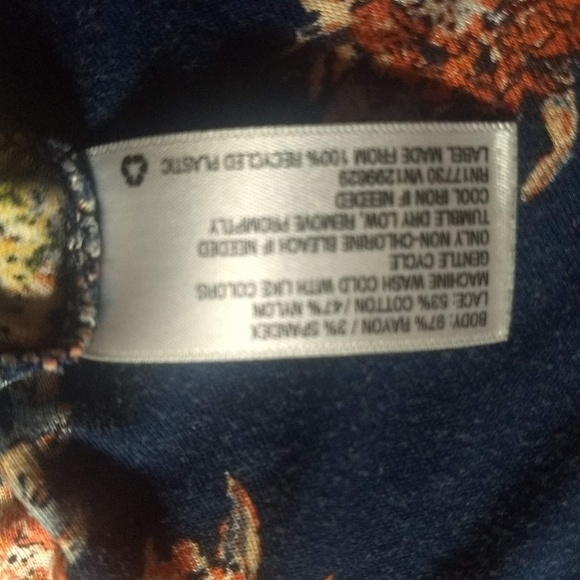 BODY: 97% RAYON / 3% SPANDEX
LACE: 53% COTTON / 47% NYLON
MACHINE WASH COLD WITH LIKE COLORS
GENTLE CYCLE
ONLY NON-CHLORINE BLEACH IF NEEDED
TUMBLE DRY LOW, REMOVE PROMPTLY
COOL IRON IF NEEDED
RN17730 VN1299629
LABEL MADE FROM 100% RECYCLED PLASTIC